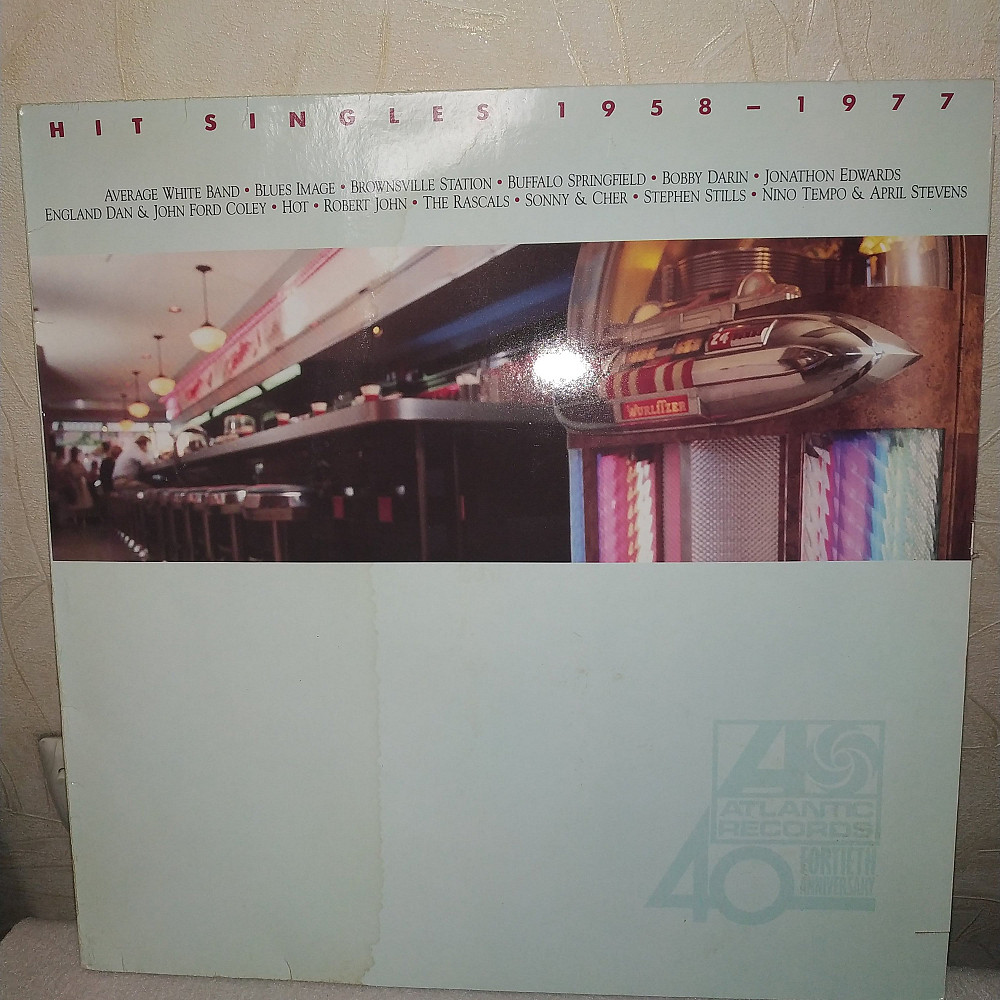 HIT SINGLES 1958–1977
AVERAGE WHITE BAND • BLUES IMAGE • BROWNSVILLE STATION • BUFFALO SPRINGFIELD • BOBBY DARIN • JONATHON EDWARDS
ENGLAND DAN & JOHN FORD COLEY • HOT • ROBERT JOHN • THE RASCALS • SONNY & CHER • STEPHEN STILLS • NINO TEMPO & APRIL STEVENS
24
WURLITZER
ATLANTIC
RECORDS
40
FORTIETH
ANNIVERSARY